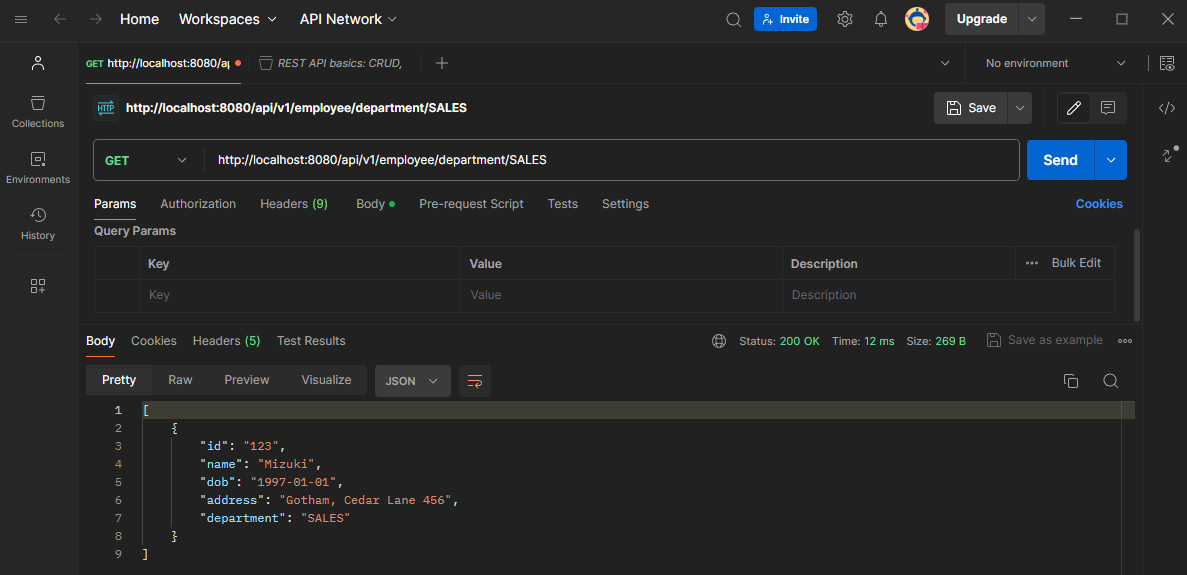 Home Workspaces API Network Invite Upgrade
GET http://localhost:8080/ap REST API basics: CRUD, No environment
HTTP http://localhost:8080/api/v1/employee/department/SALES Save
GET http://localhost:8080/api/v1/employee/department/SALES Send
Collections
Environments
History
Params Authorization Headers (9) Body Pre-request Script Tests Settings Cookies
Query Params
Key Value Description Bulk Edit
Key Value Description
Body Cookies Headers (5) Test Results Status: 200 OK Time: 12 ms Size: 269 B Save as example
Pretty Raw Preview Visualize JSON
1 [
2 {
3 "id": "123",
4 "name": "Mizuki",
5 "dob": "1997-01-01",
6 "address": "Gotham, Cedar Lane 456",
7 "department": "SALES"
8 }
9 ]